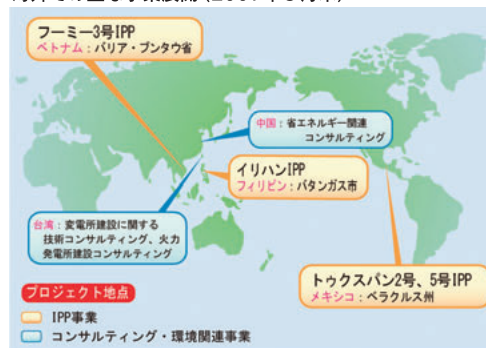 フーミー3号IPP
ベトナム：バリア・ブンタウ省
中国：省エネルギー関連
コンサルティング
イリハンIPP
フィリピン：バタンガス市
台湾：変電所建設に関する
技術コンサルティング、火力
発電所建設コンサルティング
トゥクスパン2号、5号IPP
メキシコ：ベラクルス州
プロジェクト地点
IPP事業
コンサルティング・環境関連事業